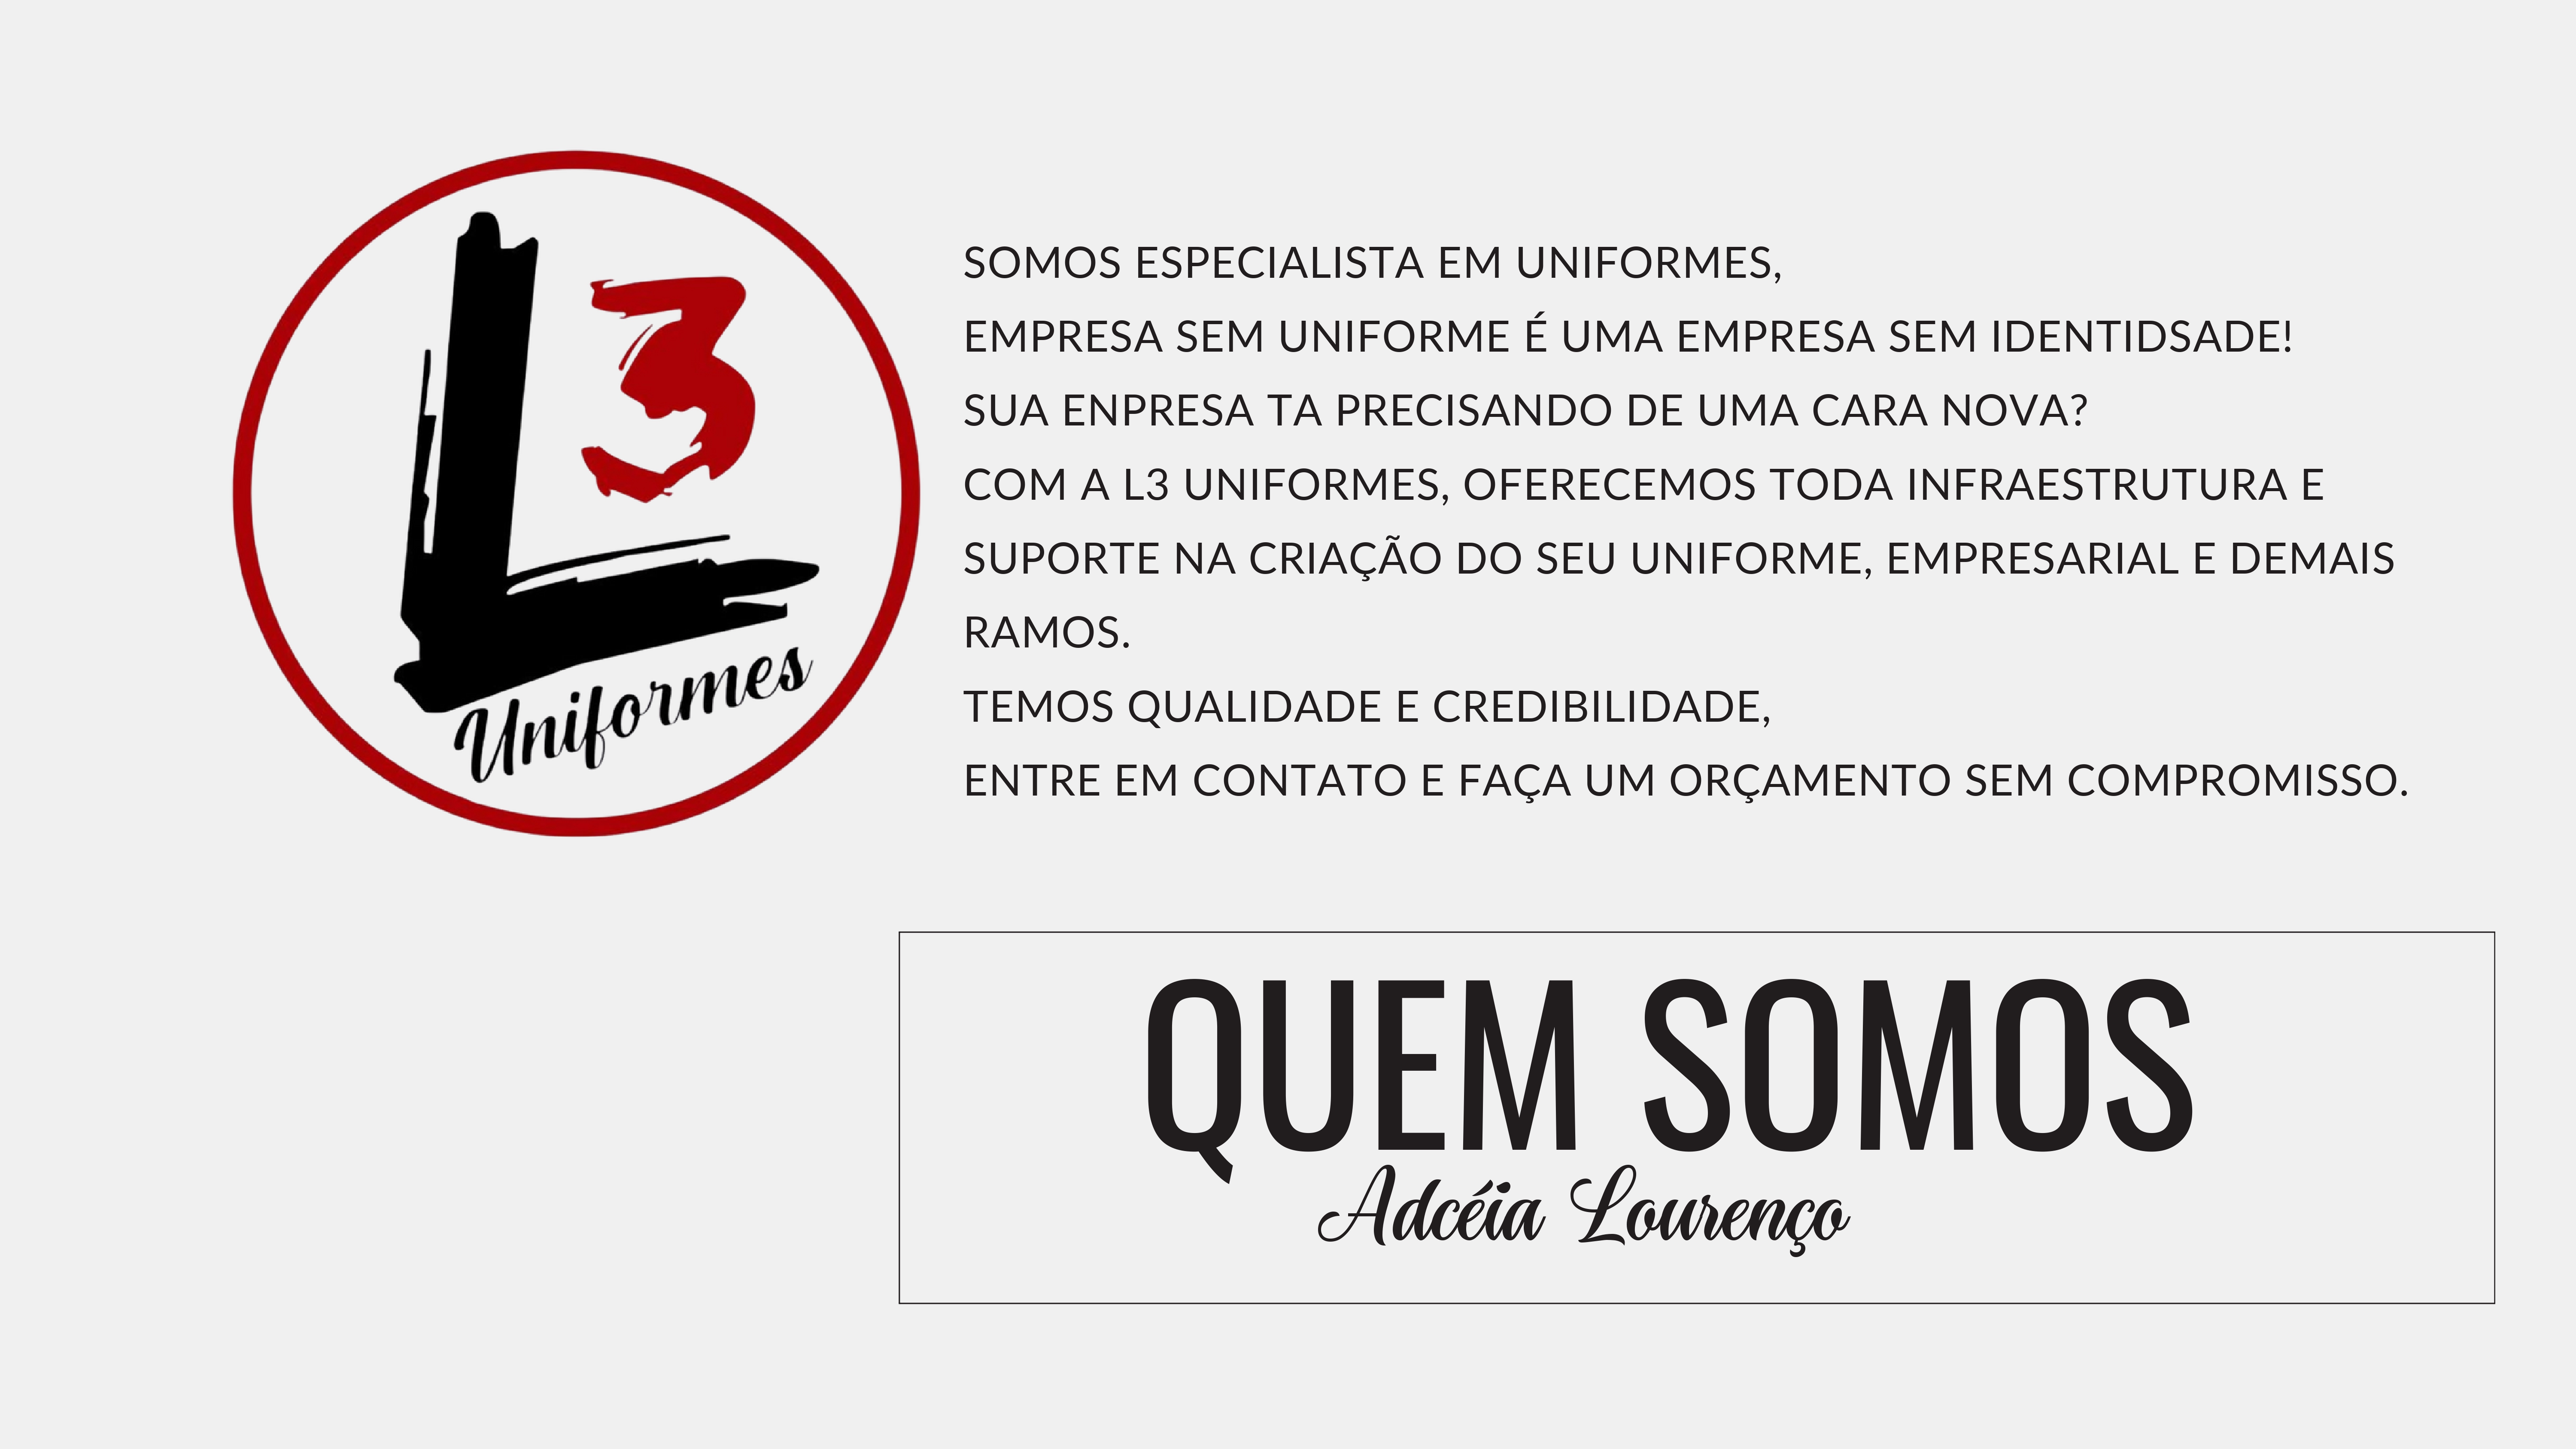 L3
Uniformes
SOMOS ESPECIALISTA EM UNIFORMES,
EMPRESA SEM UNIFORME É UMA EMPRESA SEM IDENTIDSADE!
SUA ENPRESA TA PRECISANDO DE UMA CARA NOVA?
COM A L3 UNIFORMES, OFERECEMOS TODA INFRAESTRUTURA E
SUPORTE NA CRIAÇÃO DO SEU UNIFORME, EMPRESARIAL E DEMAIS
RAMOS.
TEMOS QUALIDADE E CREDIBILIDADE,
ENTRE EM CONTATO E FAÇA UM ORÇAMENTO SEM COMPROMISSO.
QUEM SOMOS
Adcéia Lourenço